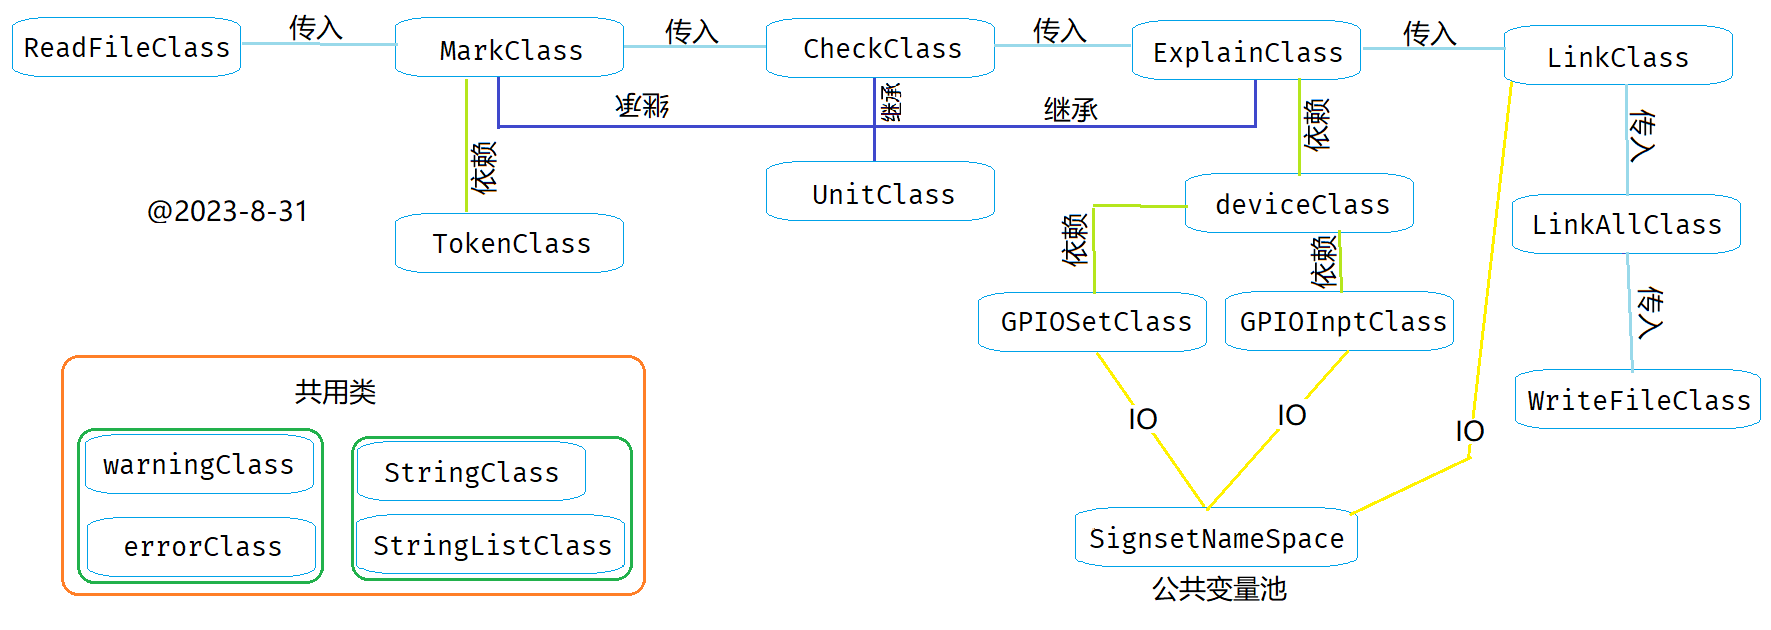 ReadFileClass
传入
MarkClass
传入
CheckClass
传入
ExplainClass
传入
LinkClass
继承
继承
继承
依赖
依赖
传入
@2023-8-31
TokenClass
UnitClass
deviceClass
LinkAllClass
依赖
依赖
传入
GPIOSetClass
GPIOInptClass
WriteFileClass
IO
IO
IO
共用类
warningClass
StringClass
errorClass
StringListClass
SignsetNameSpace
公共变量池